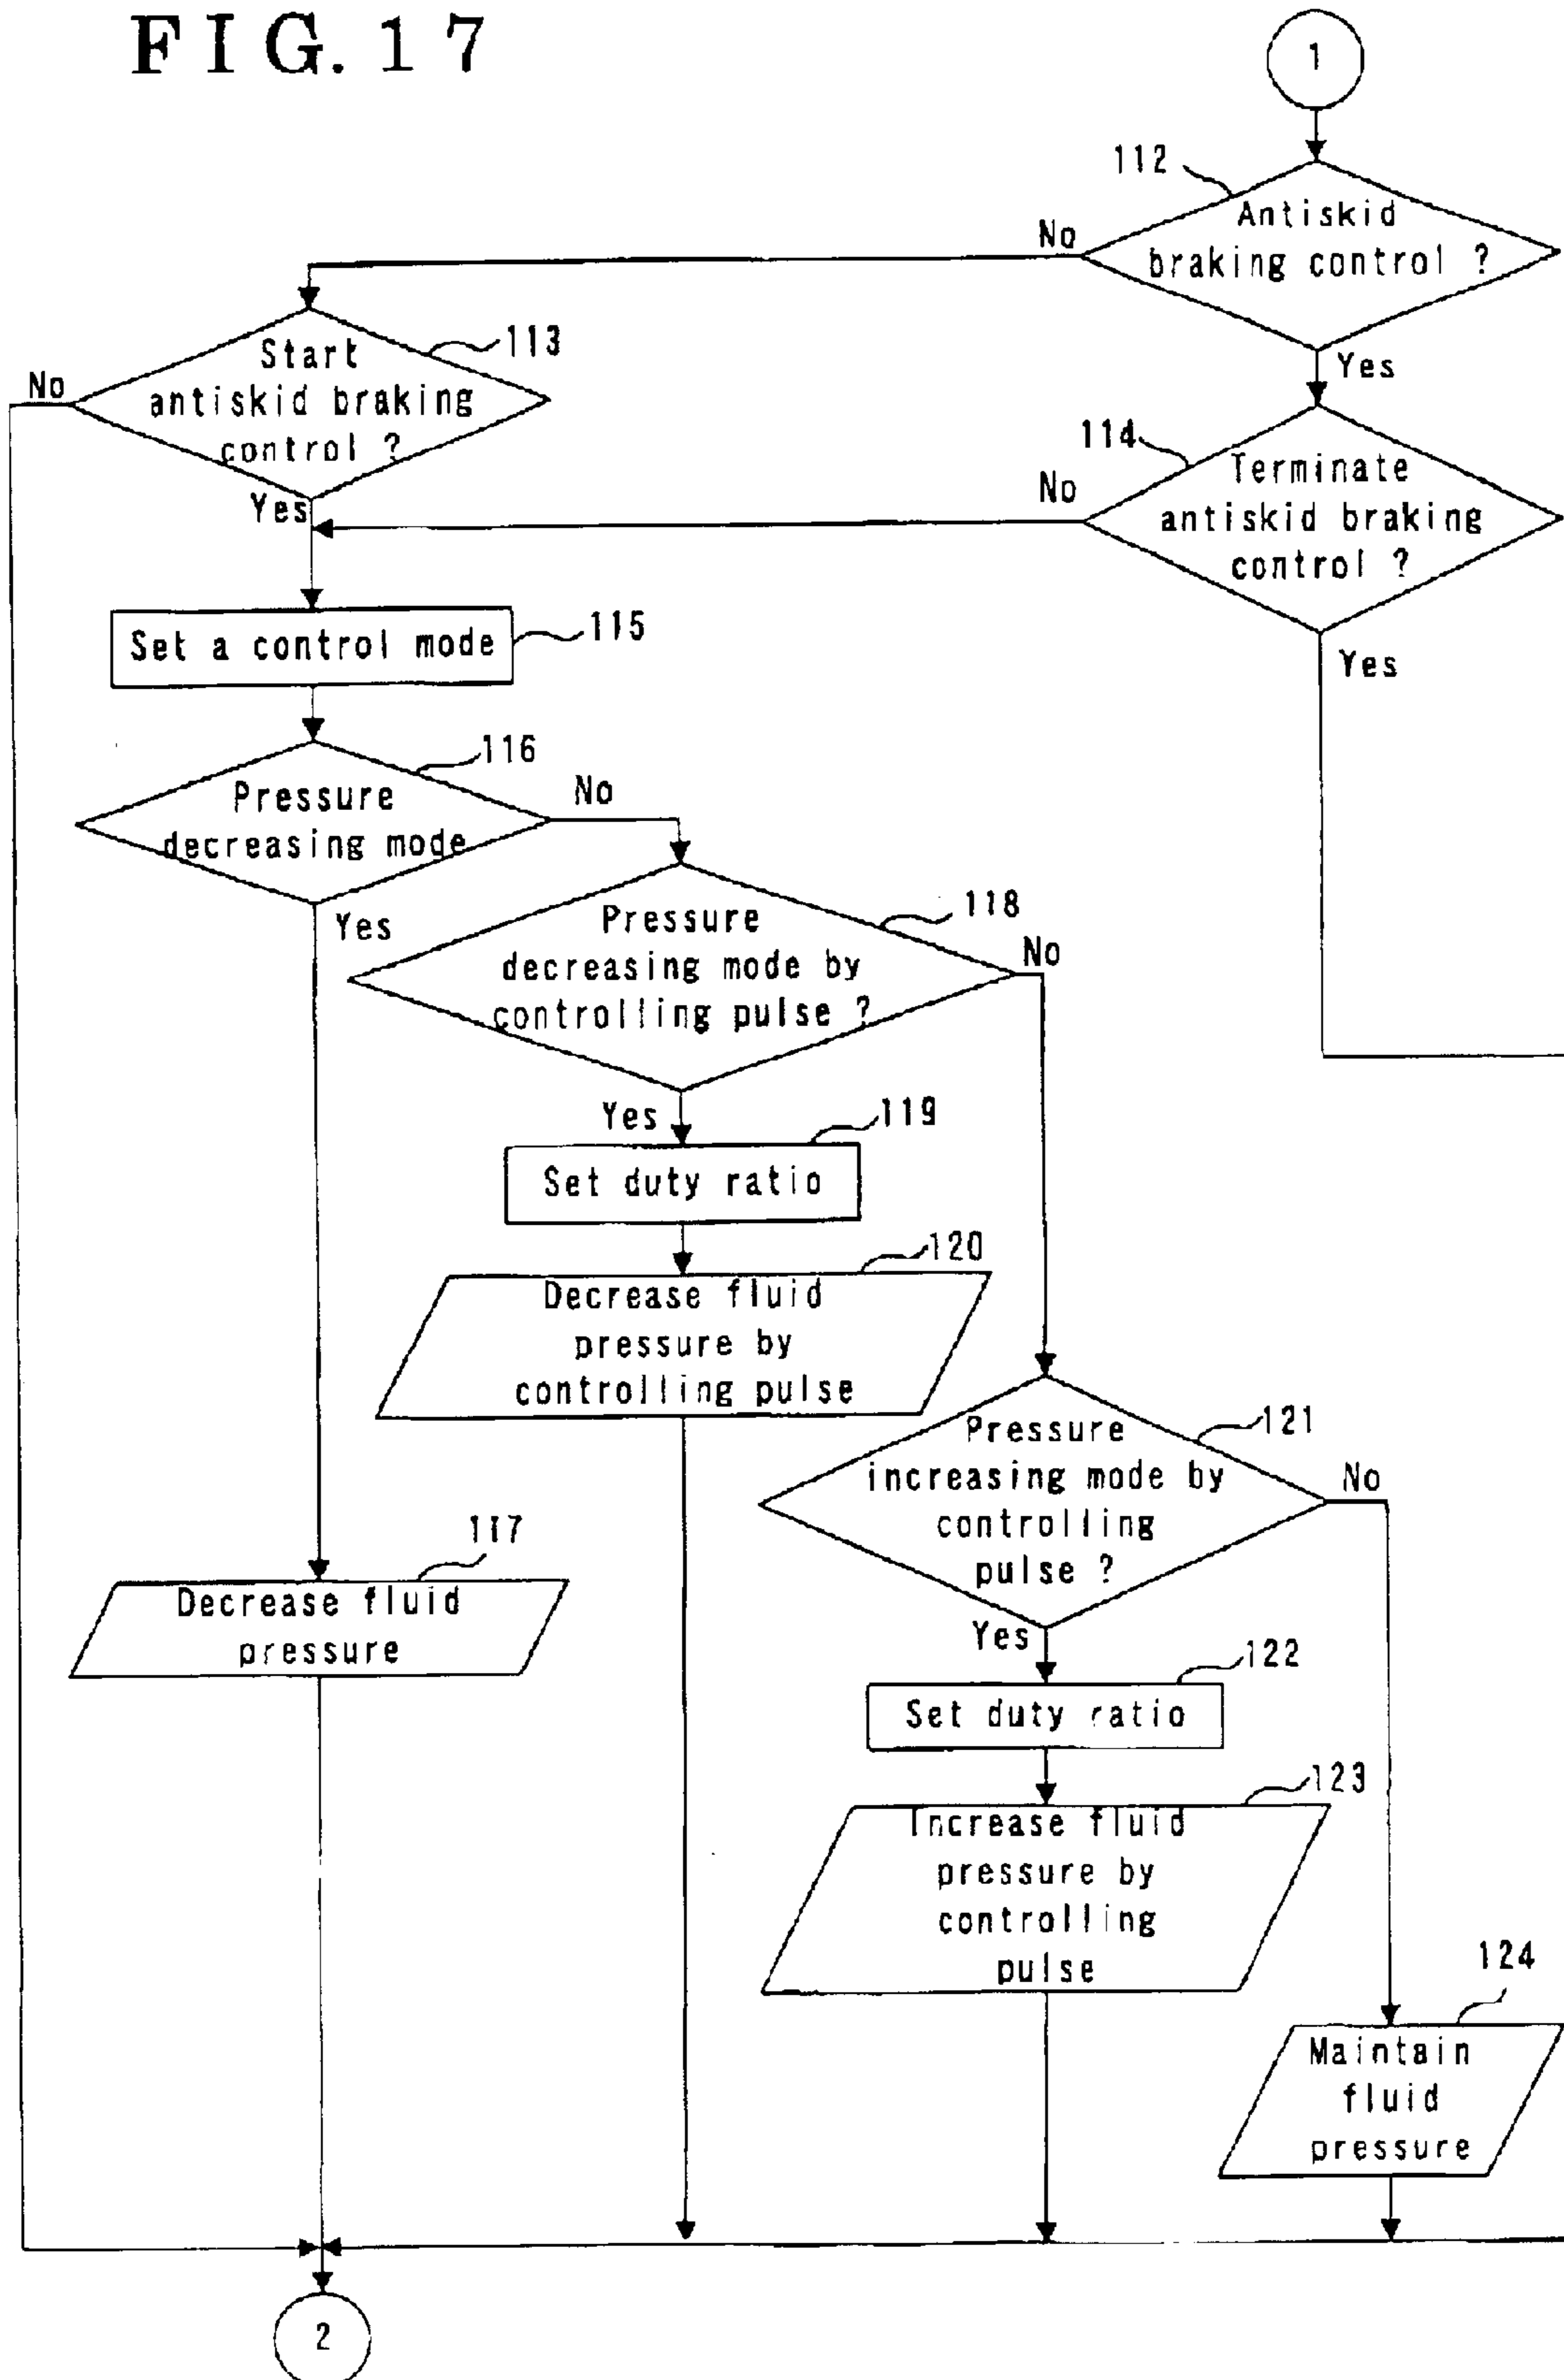 FIG. 17
1
112
Antiskid
braking control ?
No
Yes
113
Start
antiskid braking
control ?
No
Yes
114
Terminate
antiskid braking
control ?
No
Yes
Set a control mode
115
116
Pressure
decreasing mode
No
Yes
118
Pressure
decreasing mode by
controlling pulse ?
No
Yes
119
Set duty ratio
120
Decrease fluid
pressure by
controlling pulse
121
Pressure
increasing mode by
controlling
pulse ?
No
Yes
117
Decrease fluid
pressure
122
Set duty ratio
123
Increase fluid
pressure by
controlling
pulse
124
Maintain
fluid
pressure
2